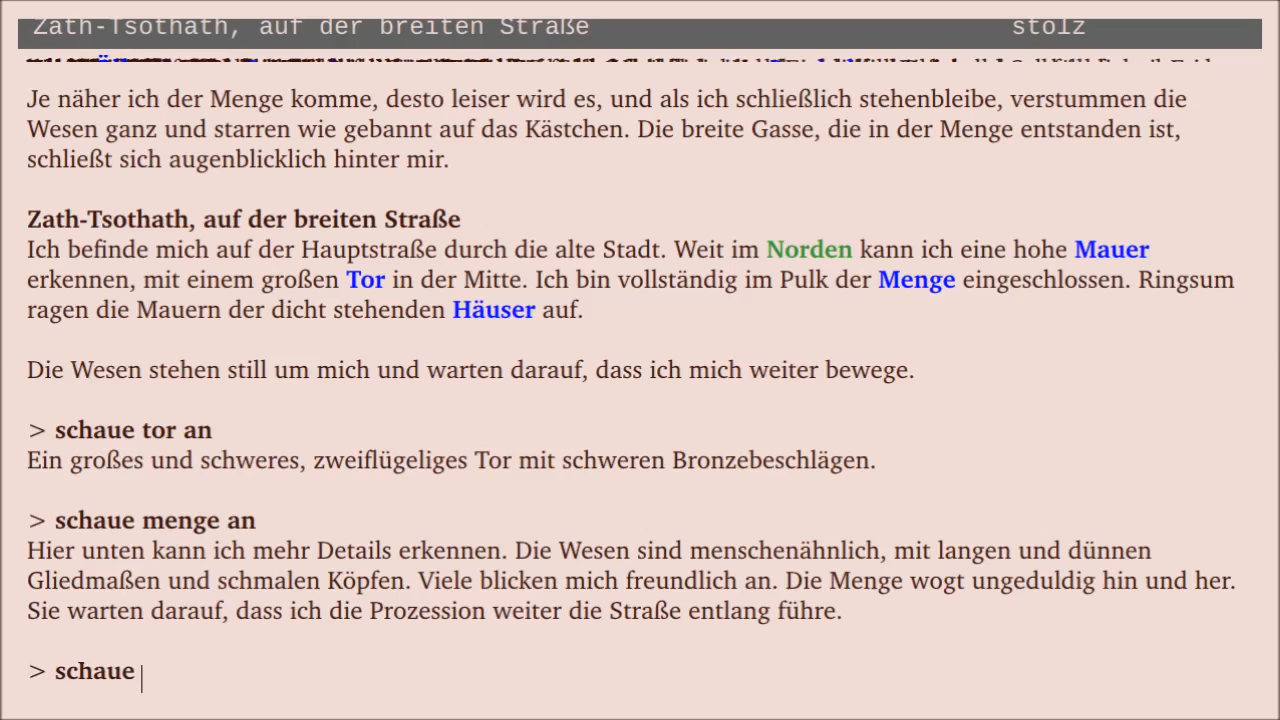 Zath-Tsothath, auf der breiten Straße stolz
Je näher ich der Menge komme, desto leiser wird es, und als ich schließlich stehenbleibe, verstummen die
Wesen ganz und starren wie gebannt auf das Kästchen. Die breite Gasse, die in der Menge entstanden ist,
schließt sich augenblicklich hinter mir.
Zath-Tsothath, auf der breiten Straße
Ich befinde mich auf der Hauptstraße durch die alte Stadt. Weit im Norden kann ich eine hohe Mauer
erkennen, mit einem großen Tor in der Mitte. Ich bin vollständig im Pulk der Menge eingeschlossen. Ringsum
ragen die Mauern der dicht stehenden Häuser auf.
Die Wesen stehen still um mich und warten darauf, dass ich mich weiter bewege.
> schaue tor an
Ein großes und schweres, zweiflügeliges Tor mit schweren Bronzebeschlägen.
> schaue menge an
Hier unten kann ich mehr Details erkennen. Die Wesen sind menschenähnlich, mit langen und dünnen
Gliedmaßen und schmalen Köpfen. Viele blicken mich freundlich an. Die Menge wogt ungeduldig hin und her.
Sie warten darauf, dass ich die Prozession weiter die Straße entlang führe.
> schaue